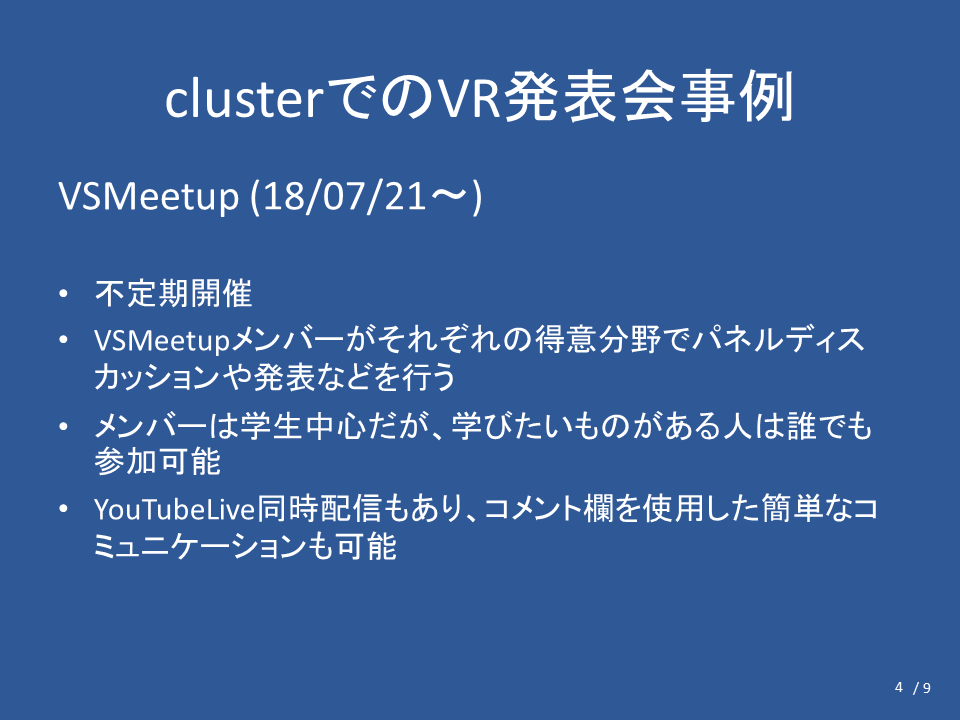 clusterでのVR発表会事例
VSMeetup (18/07/21～)
• 不定期開催
• VSMeetupメンバーがそれぞれの得意分野でパネルディス
カッションや発表などを行う
• メンバーは学生中心だが、学びたいものがある人は誰でも
参加可能
• YouTubeLive同時配信もあり、コメント欄を使用した簡単なコ
ミュニケーションも可能
4 / 9